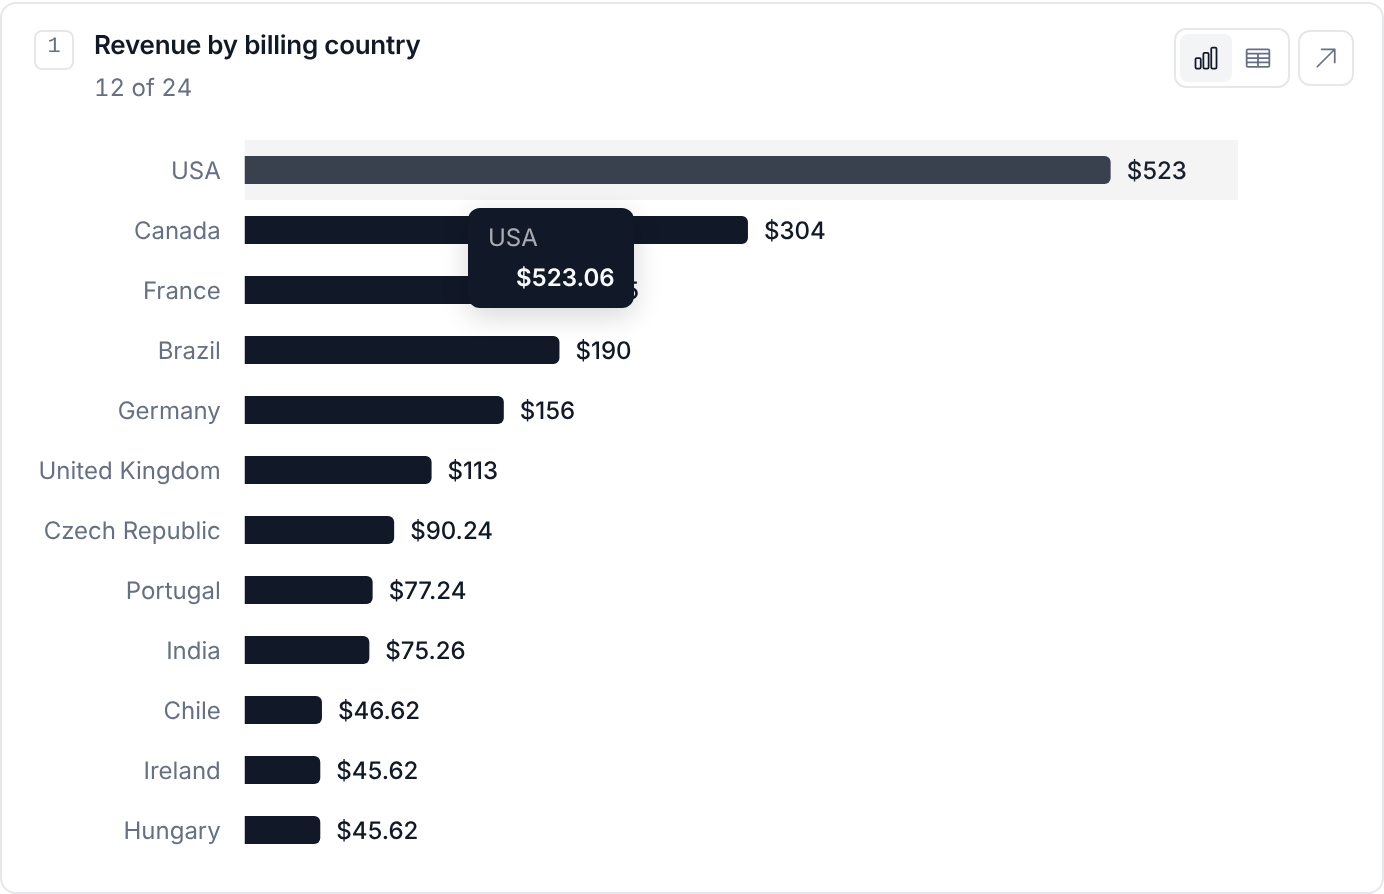 1
Revenue by billing country
12 of 24
USA
$523
Canada
$304
USA
$523.06
France
Brazil
$190
Germany
$156
United Kingdom
$113
Czech Republic
$90.24
Portugal
$77.24
India
$75.26
Chile
$46.62
Ireland
$45.62
Hungary
$45.62